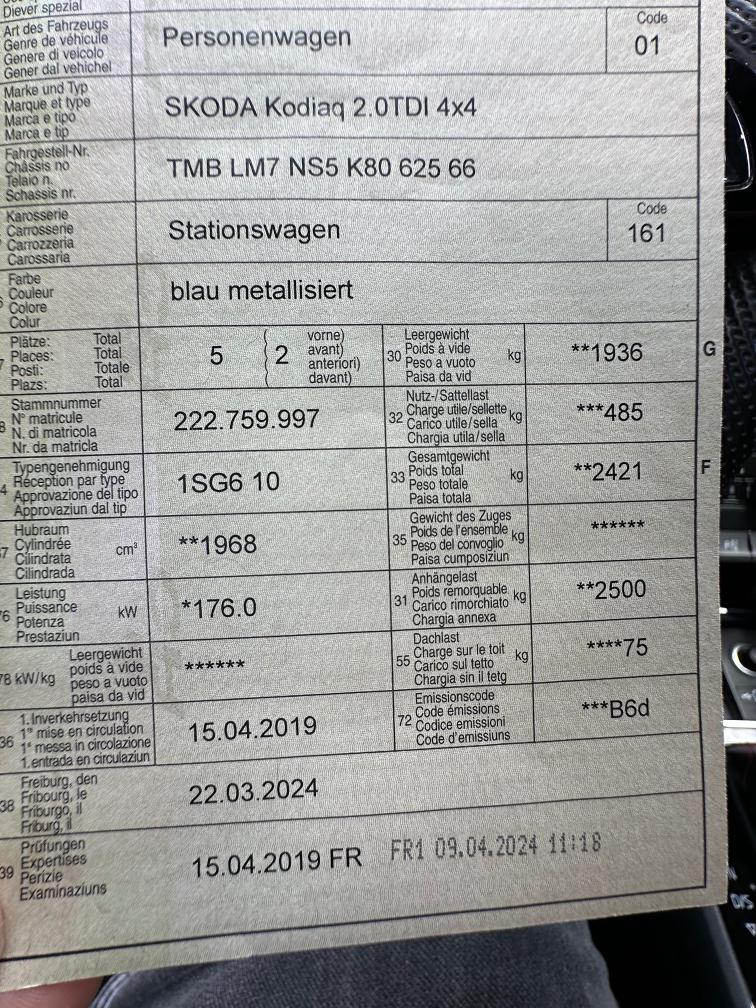 Diever spezial
Art des Fahrzeugs
Genre de véhicule
Genere di veicolo
Gener dal vehichel
Personenwagen
Code
01
Marke und Typ
Marque et type
Marca e tipo
Marca e tip
SKODA Kodiaq 2.0TDI 4x4
Fahrgestell-Nr.
Châssis no
Telaio n.
Schassis nr.
TMB LM7 NS5 K80 625 66
Karosserie
Carrosserie
Carrozzeria
Carossaria
Stationswagen
Code
161
Farbe
Couleur
Colore
Colur
blau metallisiert
Plätze: Total
Places: Total
Posti: Totale
Plazs: Total
5 ( 2
vorne)
avant)
anteriori)
davant)
30 Leergewicht
Poids à vide
Peso a vuoto
Paisa da vid
kg
**1936
G
Stammnummer
N° matricule
N. di matricola
Nr. da matricla
222.759.997
32 Nutz-/Sattellast
Charge utile/sellette
Carico utile/sella
Chargia utila/sella
kg
***485
Typengenehmigung
Réception par type
Approvazione del tipo
Approvaziun dal tip
1SG6 10
33 Gesamtgewicht
Poids total
Peso totale
Paisa totala
kg
**2421
F
Hubraum
Cylindrée
Cilindrata
Cilindrada
cm³
**1968
35 Gewicht des Zuges
Poids de l'ensemble
Peso del convoglio
Paisa cumposiziun
kg
******
Leistung
Puissance
Potenza
Prestaziun
kW
*176.0
31 Anhängelast
Poids remorquable
Carico rimorchiato
Chargia annexa
kg
**2500
78 kW/kg
Leergewicht
poids à vide
peso a vuoto
paisa da vid
******
55 Dachlast
Charge sur le toit
Carico sul tetto
Chargia sin il tetg
kg
****75
36 1.Inverkehrsetzung
1re mise en circulation
1a messa in circolazione
1.entrada en circulaziun
15.04.2019
72 Emissionscode
Code émissions
Codice emissioni
Code d'emissiuns
***B6d
38 Freiburg, den
Fribourg, le
Friburgo, il
Friburg, il
22.03.2024
39 Prüfungen
Expertises
Perizie
Examinaziuns
15.04.2019 FR
FR1 09.04.2024 11:18
D/S